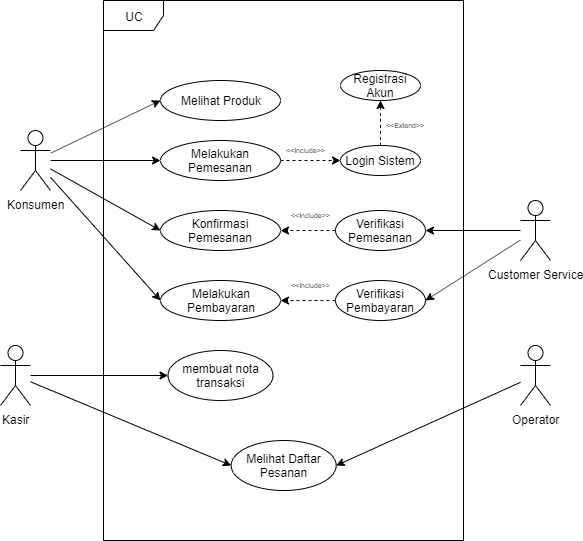 UC
Melihat Produk
Registrasi
Akun
<<Extend>>
Melakukan
Pemesanan
<<Include>>
Login Sistem
Konsumen
Konfirmasi
Pemesanan
<<Include>>
Verifikasi
Pemesanan
Customer Service
Melakukan
Pembayaran
<<Include>>
Verifikasi
Pembayaran
membuat nota
transaksi
Kasir
Operator
Melihat Daftar
Pesanan